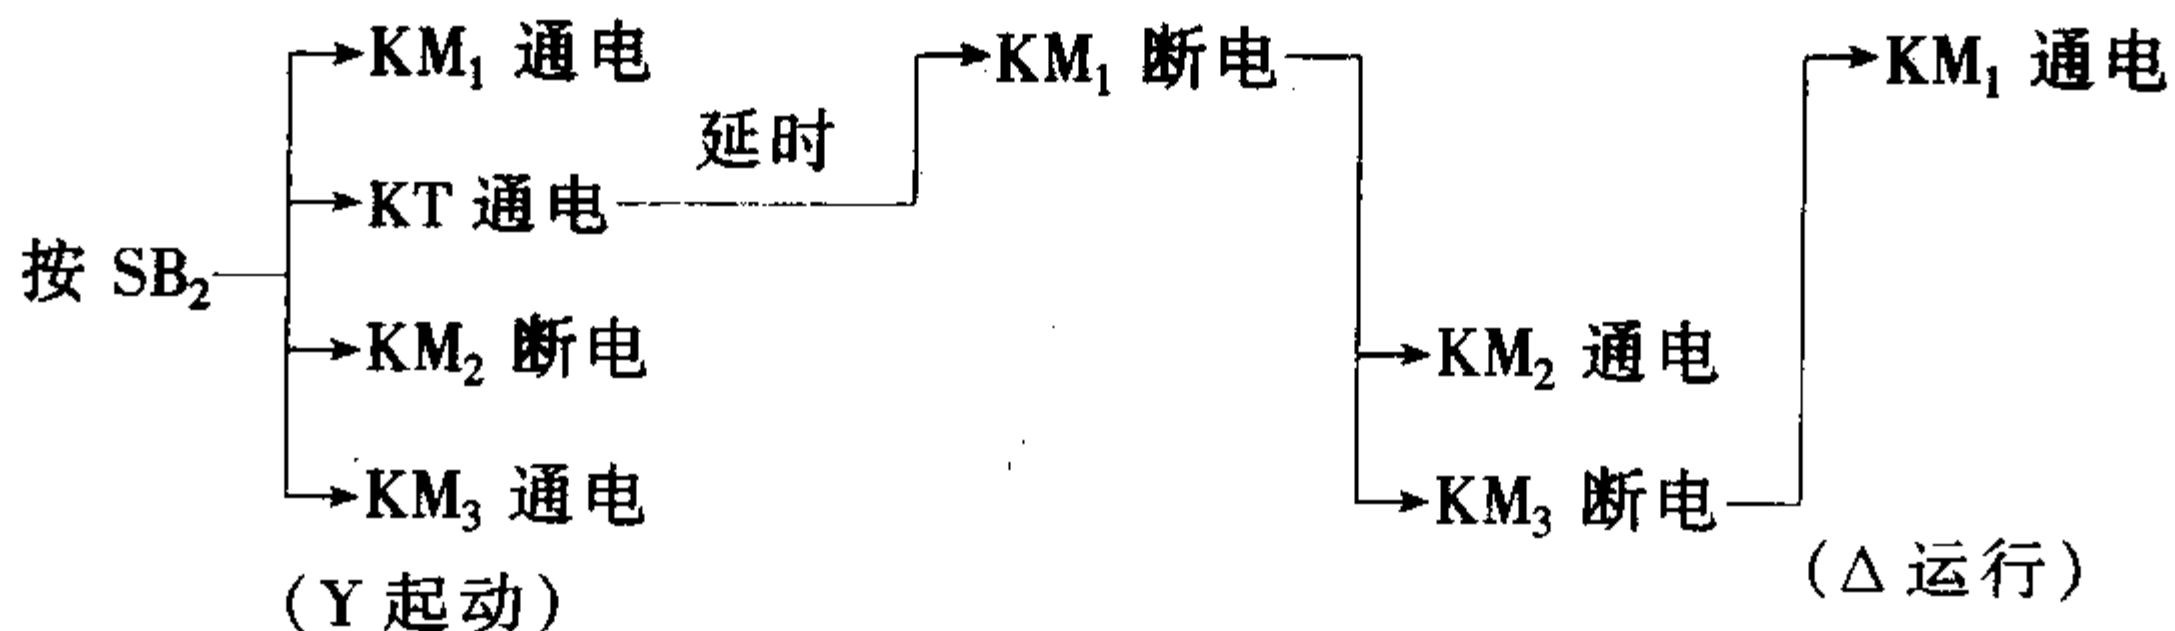 KM₁ 通电
KM₁ 断电
KM₁ 通电
延时
KT 通电
按 SB₂
KM₂ 断电
KM₂ 通电
KM₃ 通电
KM₃ 断电
(Y 起动)
(Δ 运行)